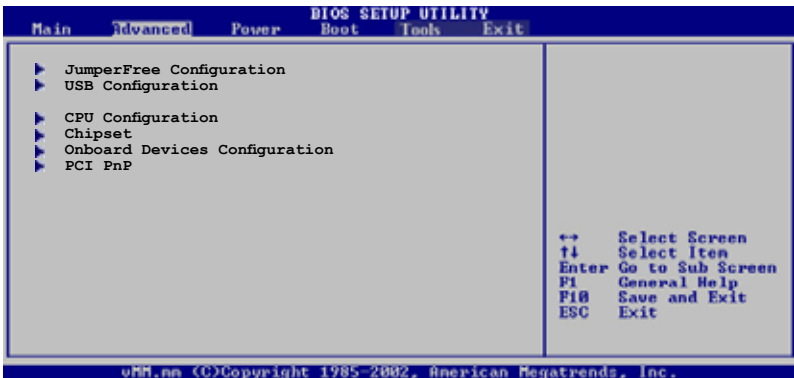 BIOS SETUP UTILITY
Main Advanced Power Boot Tools Exit
JumperFree Configuration
USB Configuration
CPU Configuration
Chipset
Onboard Devices Configuration
PCI PnP
←→ Select Screen
↑↓ Select Item
Enter Go to Sub Screen
F1 General Help
F10 Save and Exit
ESC Exit
vMM.mm (C)Copyright 1985-2002, American Megatrends, Inc.